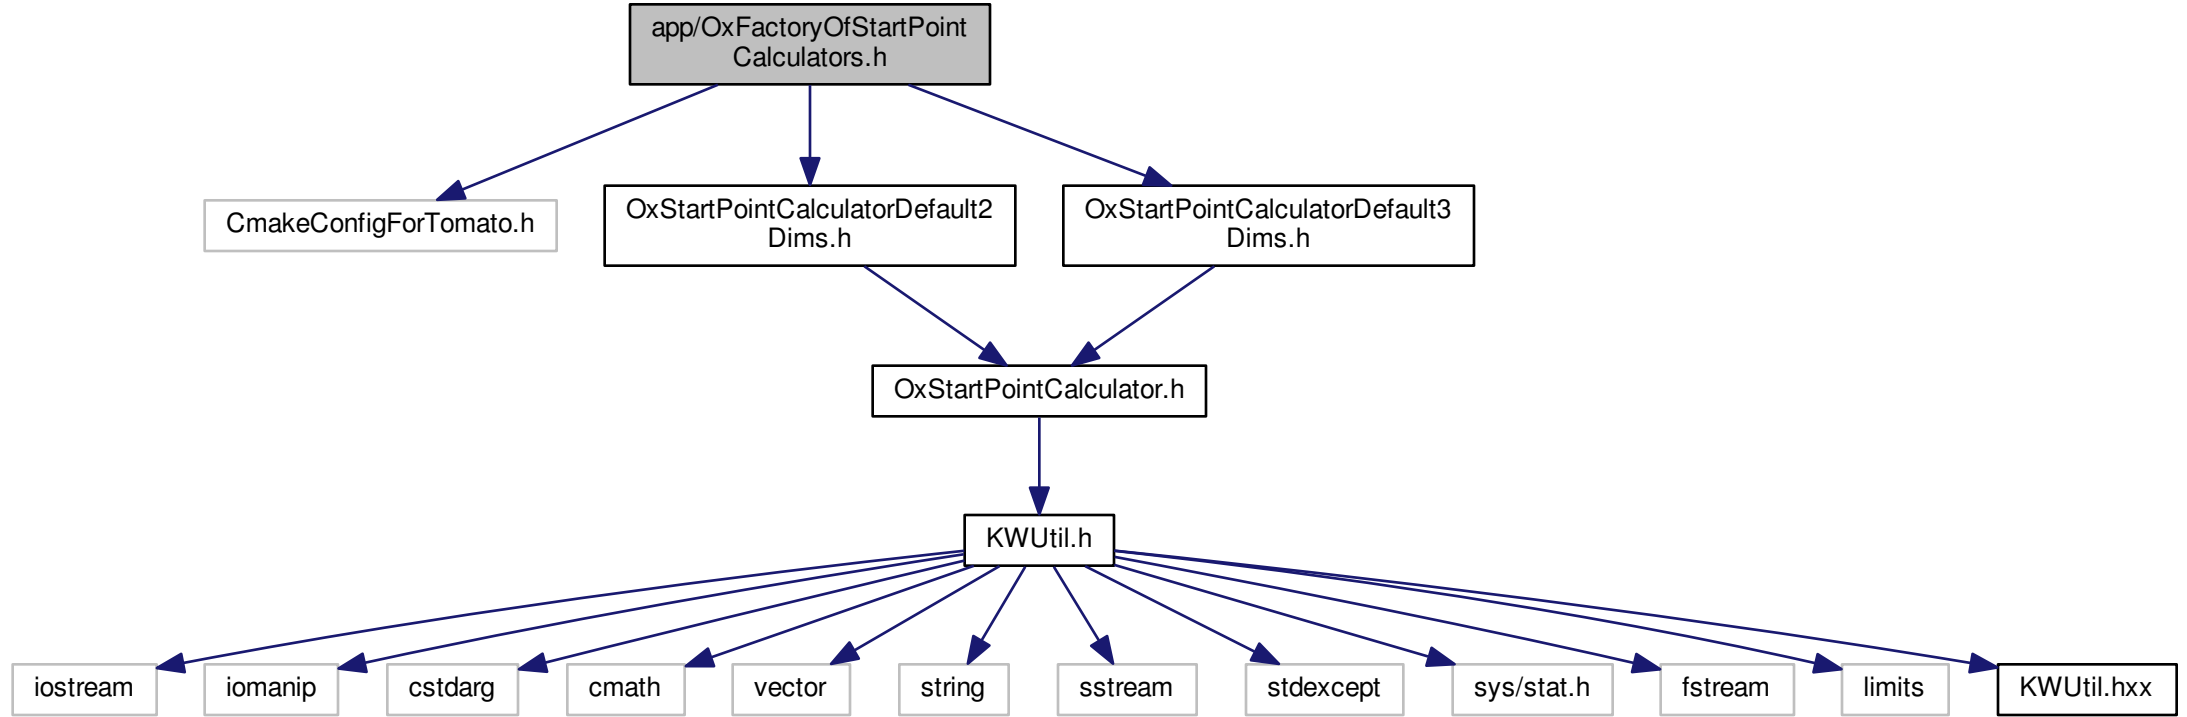 app/OxFactoryOfStartPoint
Calculators.h
CmakeConfigForTomato.h
OxStartPointCalculatorDefault2
Dims.h
OxStartPointCalculatorDefault3
Dims.h
OxStartPointCalculator.h
KWUtil.h
iostream
iomanip
cstdarg
cmath
vector
string
sstream
stdexcept
sys/stat.h
fstream
limits
KWUtil.hxx